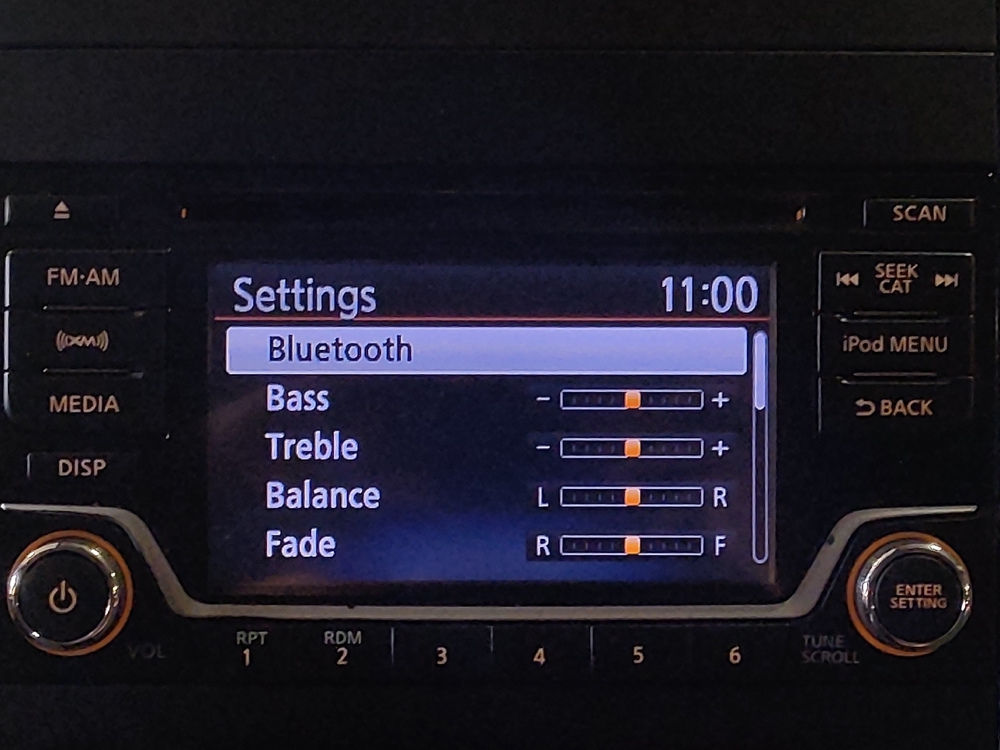 SCAN
FM·AM
XM
MEDIA
DISP
Settings 11:00
Bluetooth
Bass - +
Treble - +
Balance L R
Fade R F
SEEK
CAT
iPod MENU
BACK
VOL
RPT
1
RDM
2
3
4
5
6
ENTER
SETTING
TUNE
SCROLL